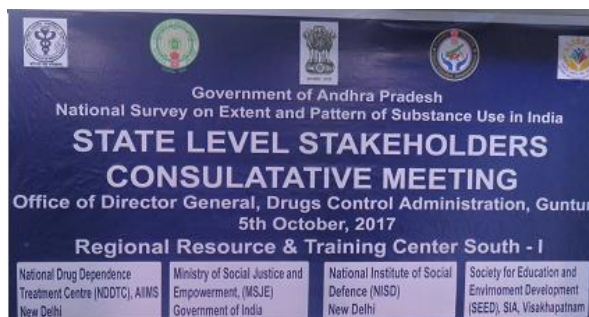 Government of Andhra Pradesh
National Survey on Extent and Pattern of Substance Use in India
STATE LEVEL STAKEHOLDERS
CONSULATATIVE MEETING
Office of Director General, Drugs Control Administration, Guntur
5th October, 2017
Regional Resource & Training Center South - I
National Drug Dependence
Treatment Centre (NDDTC), AIIMS
New Delhi
Ministry of Social Justice and
Empowerment, (MSJE)
Government of India
National Institute of Social
Defence (NISD)
New Delhi
Society for Education and
Envirnoment Development
(SEED), SIA, Visakhapatnam